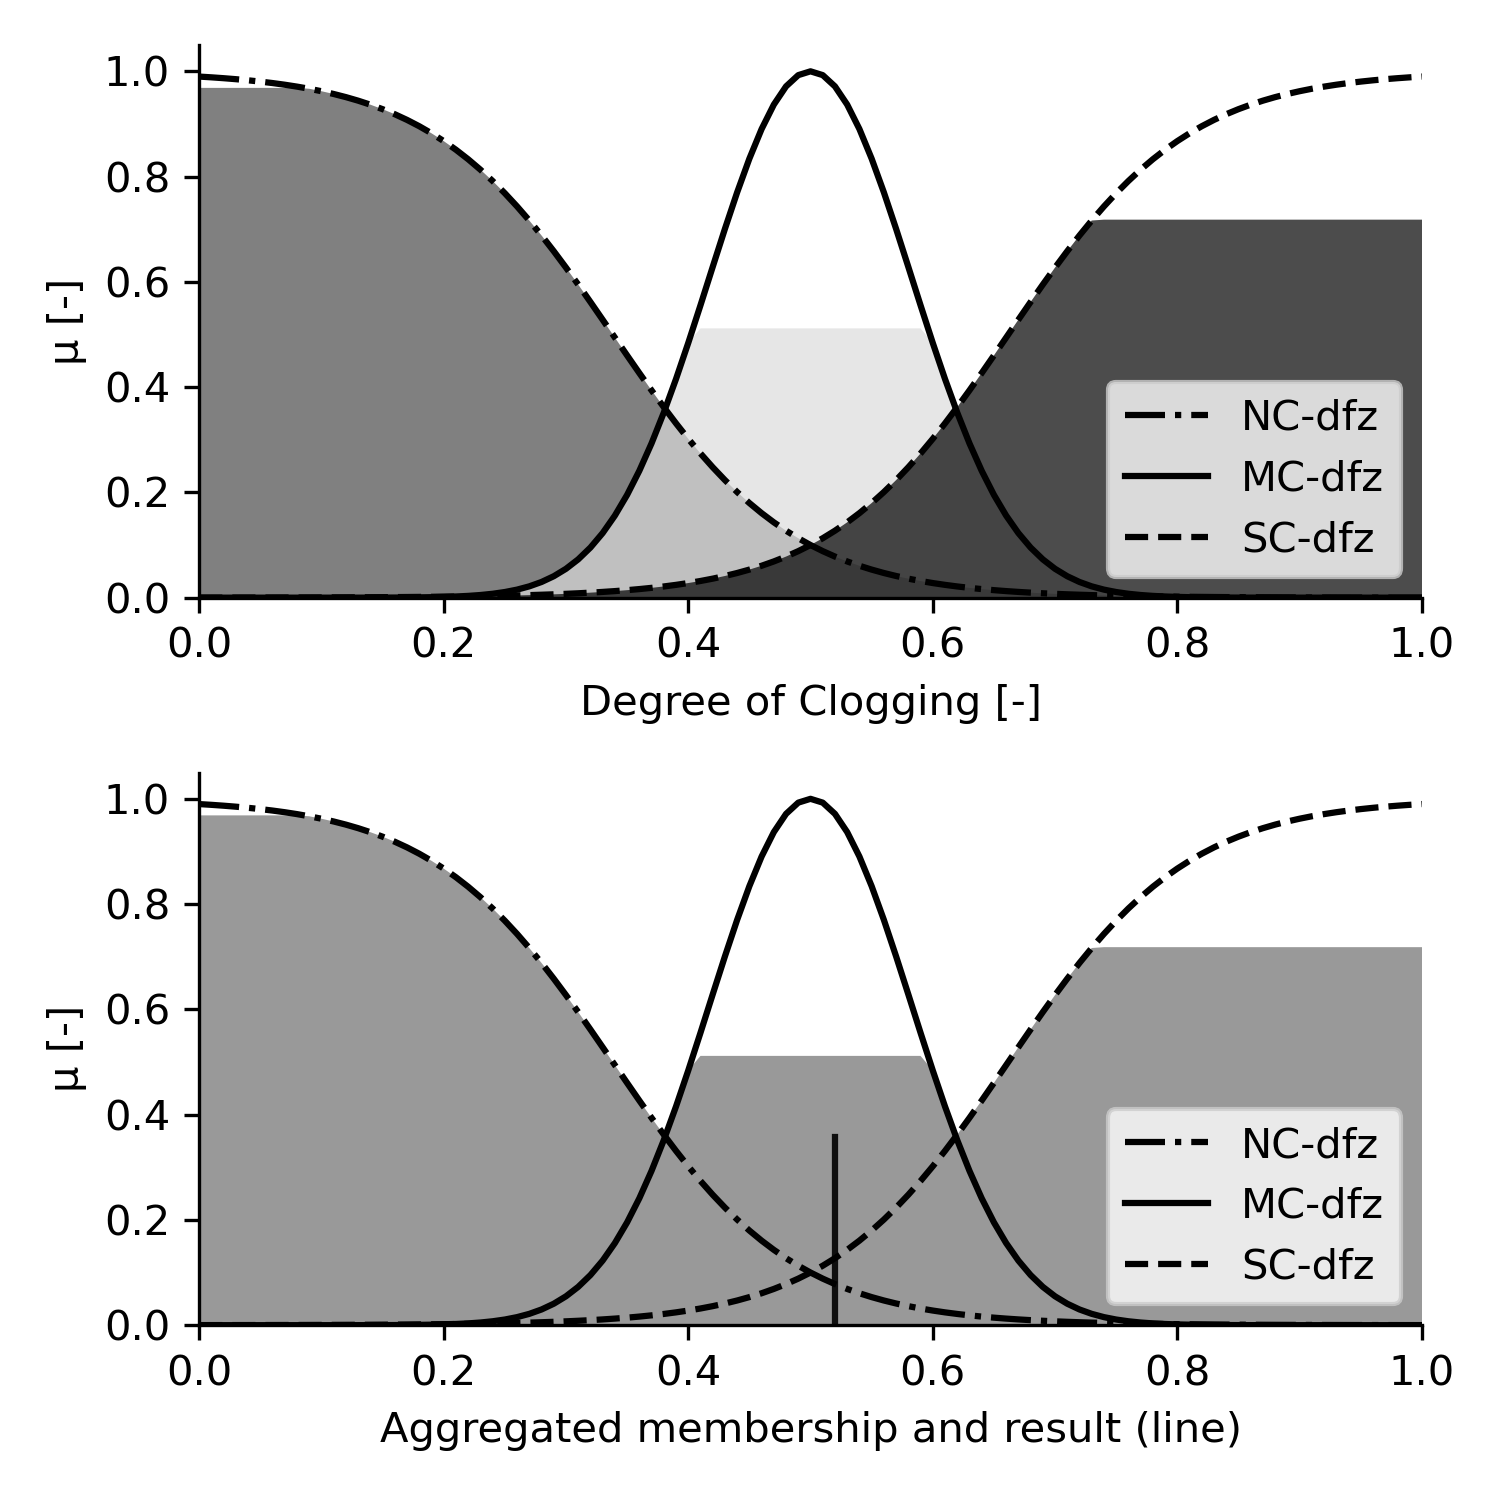 1.0
0.8
0.6
0.4
0.2
0.0
μ [-]
0.0 0.2 0.4 0.6 0.8 1.0
Degree of Clogging [-]
NC-dfz
MC-dfz
SC-dfz
1.0
0.8
0.6
0.4
0.2
0.0
μ [-]
0.0 0.2 0.4 0.6 0.8 1.0
Aggregated membership and result (line)
NC-dfz
MC-dfz
SC-dfz